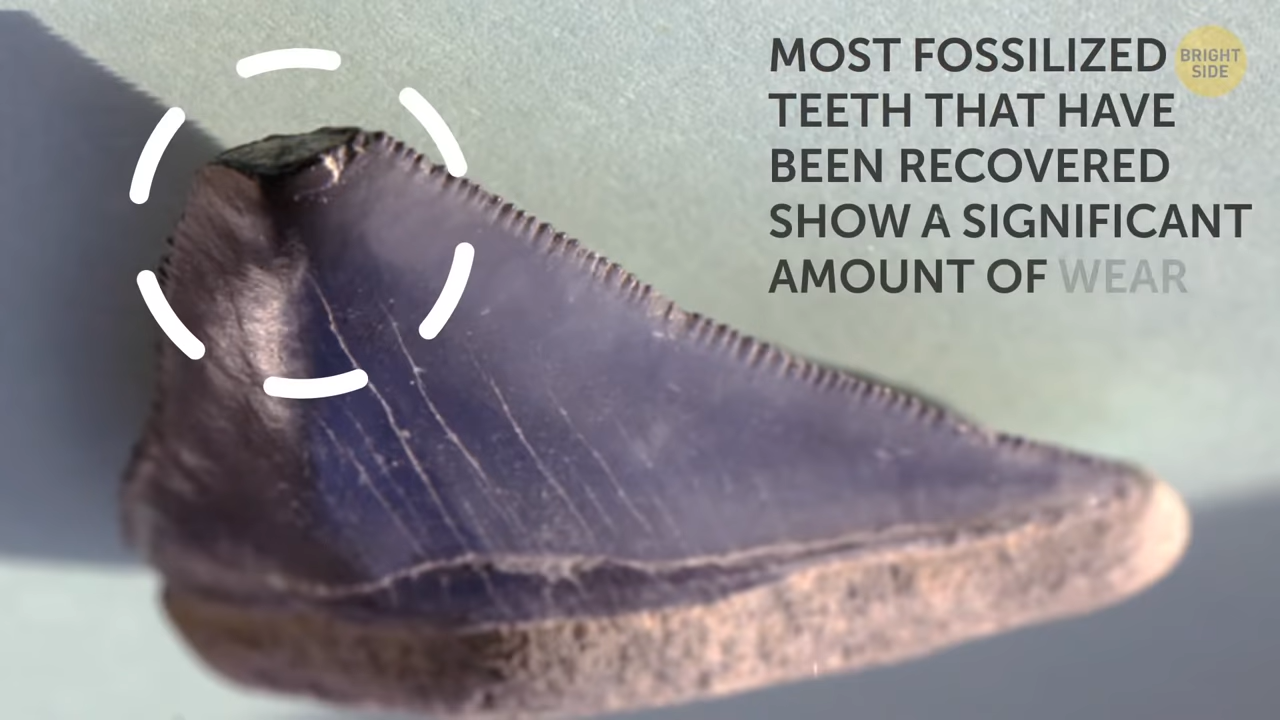 MOST FOSSILIZED
TEETH THAT HAVE
BEEN RECOVERED
SHOW A SIGNIFICANT
AMOUNT OF WEAR
BRIGHT
SIDE